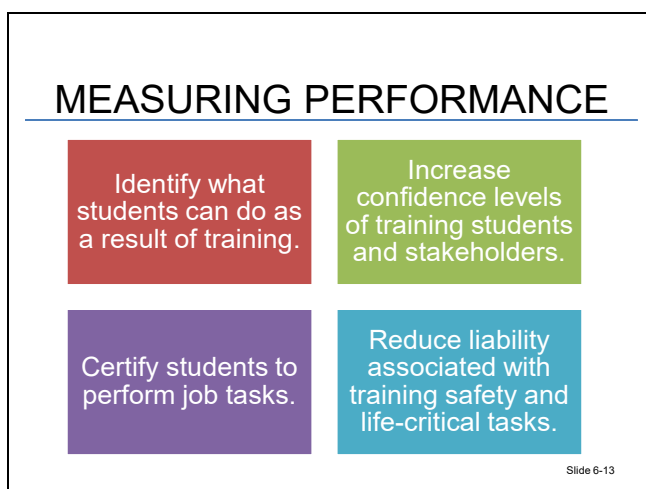 MEASURING PERFORMANCE
Identify what
students can do as
a result of training.
Increase
confidence levels
of training students
and stakeholders.
Certify students to
perform job tasks.
Reduce liability
associated with
training safety and
life-critical tasks.
Slide 6-13